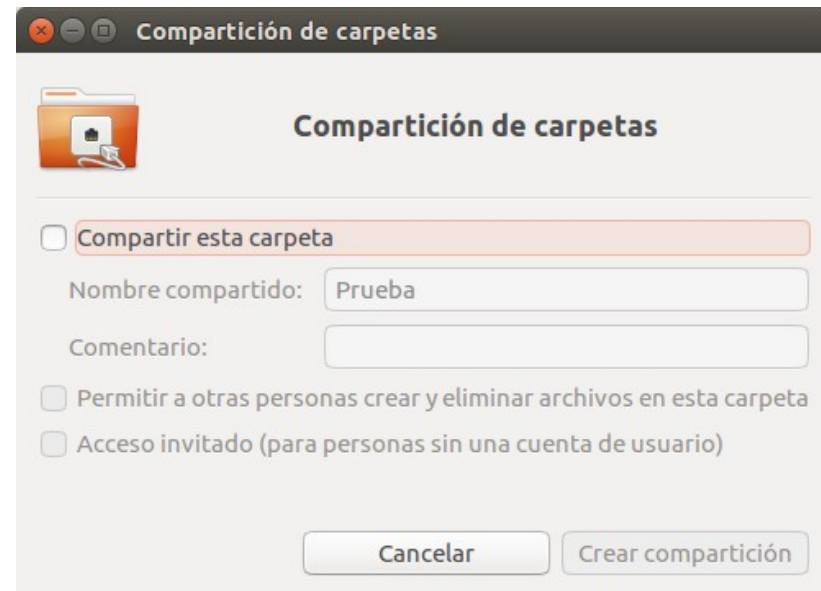 Compartición de carpetas
Compartición de carpetas
Compartir esta carpeta
Nombre compartido: Prueba
Comentario:
Permitir a otras personas crear y eliminar archivos en esta carpeta
Acceso invitado (para personas sin una cuenta de usuario)
Cancelar Crear compartición